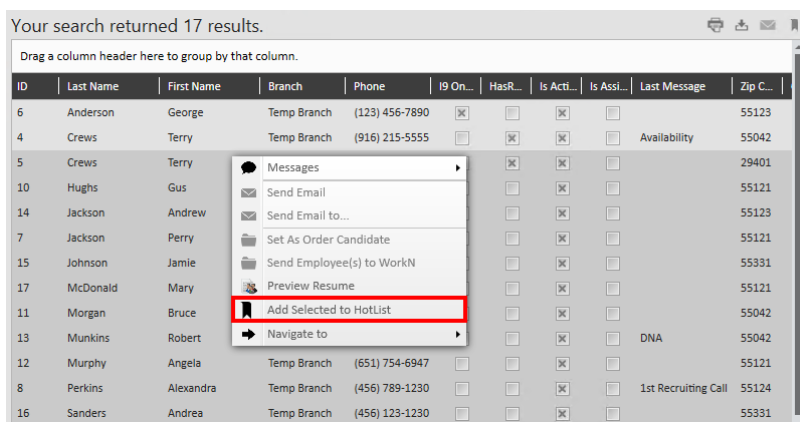 Your search returned 17 results.
Drag a column header here to group by that column.
ID Last Name First Name Branch Phone I9 On... HasR... Is Acti... Is Assi... Last Message Zip C...
6 Anderson George Temp Branch (123) 456-7890 55123
4 Crews Terry Temp Branch (916) 215-5555 Availability 55042
5 Crews Terry 29401
Messages
10 Hughs Gus 55121
Send Email
14 Jackson Andrew 55123
Send Email to...
7 Jackson Perry 55121
Set As Order Candidate
15 Johnson Jamie 55331
Send Employee(s) to WorkN
17 McDonald Mary 55121
Preview Resume
11 Morgan Bruce 55042
Add Selected to HotList
13 Munkins Robert DNA 55042
Navigate to
12 Murphy Angela Temp Branch (651) 754-6947 55121
8 Perkins Alexandra Temp Branch (456) 789-1230 1st Recruiting Call 55124
16 Sanders Andrea Temp Branch (456) 123-1230 55331